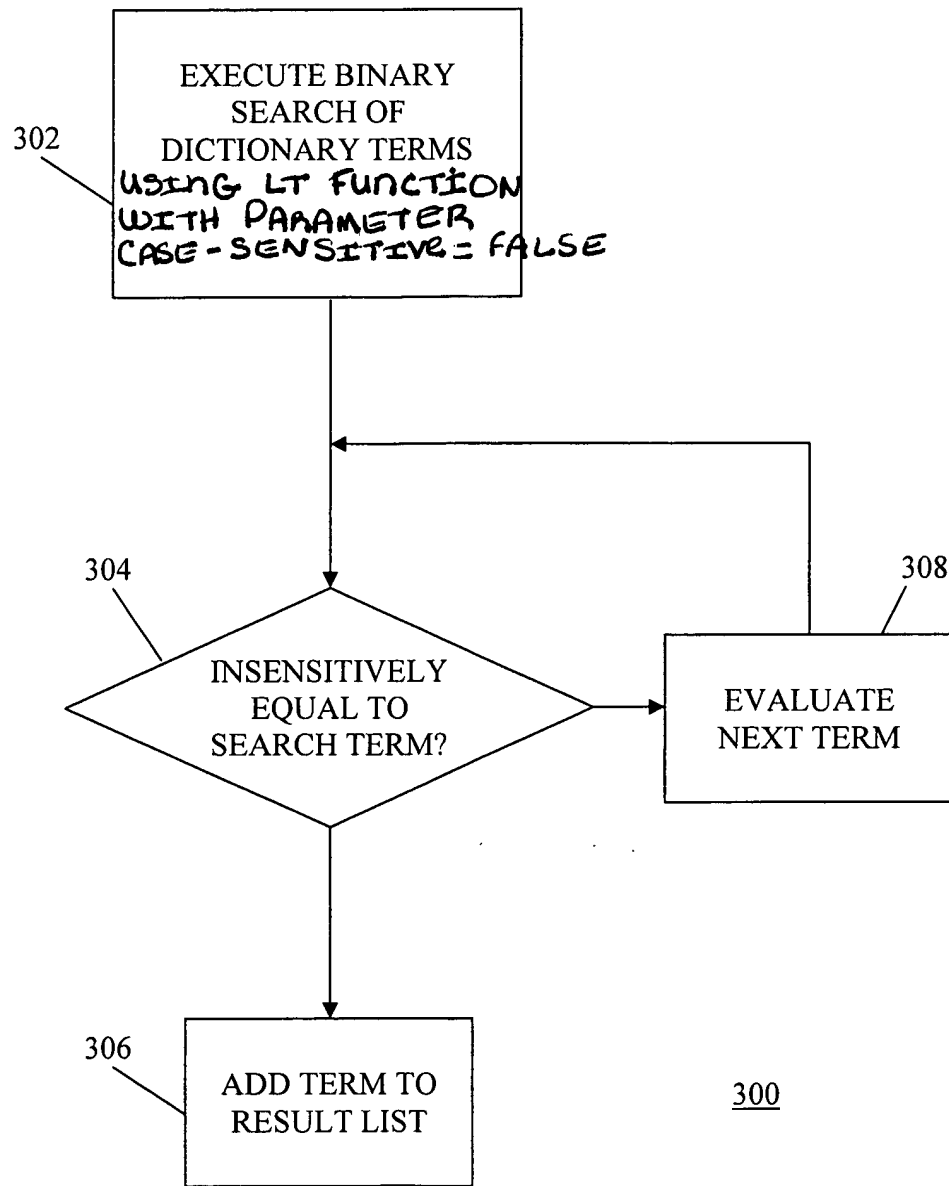 EXECUTE BINARY
SEARCH OF
DICTIONARY TERMS
USING LT FUNCTION
WITH PARAMETER
CASE-SENSITIVE = FALSE
302
304
308
INSENSITIVELY
EQUAL TO
SEARCH TERM?
EVALUATE
NEXT TERM
306
ADD TERM TO
RESULT LIST
300